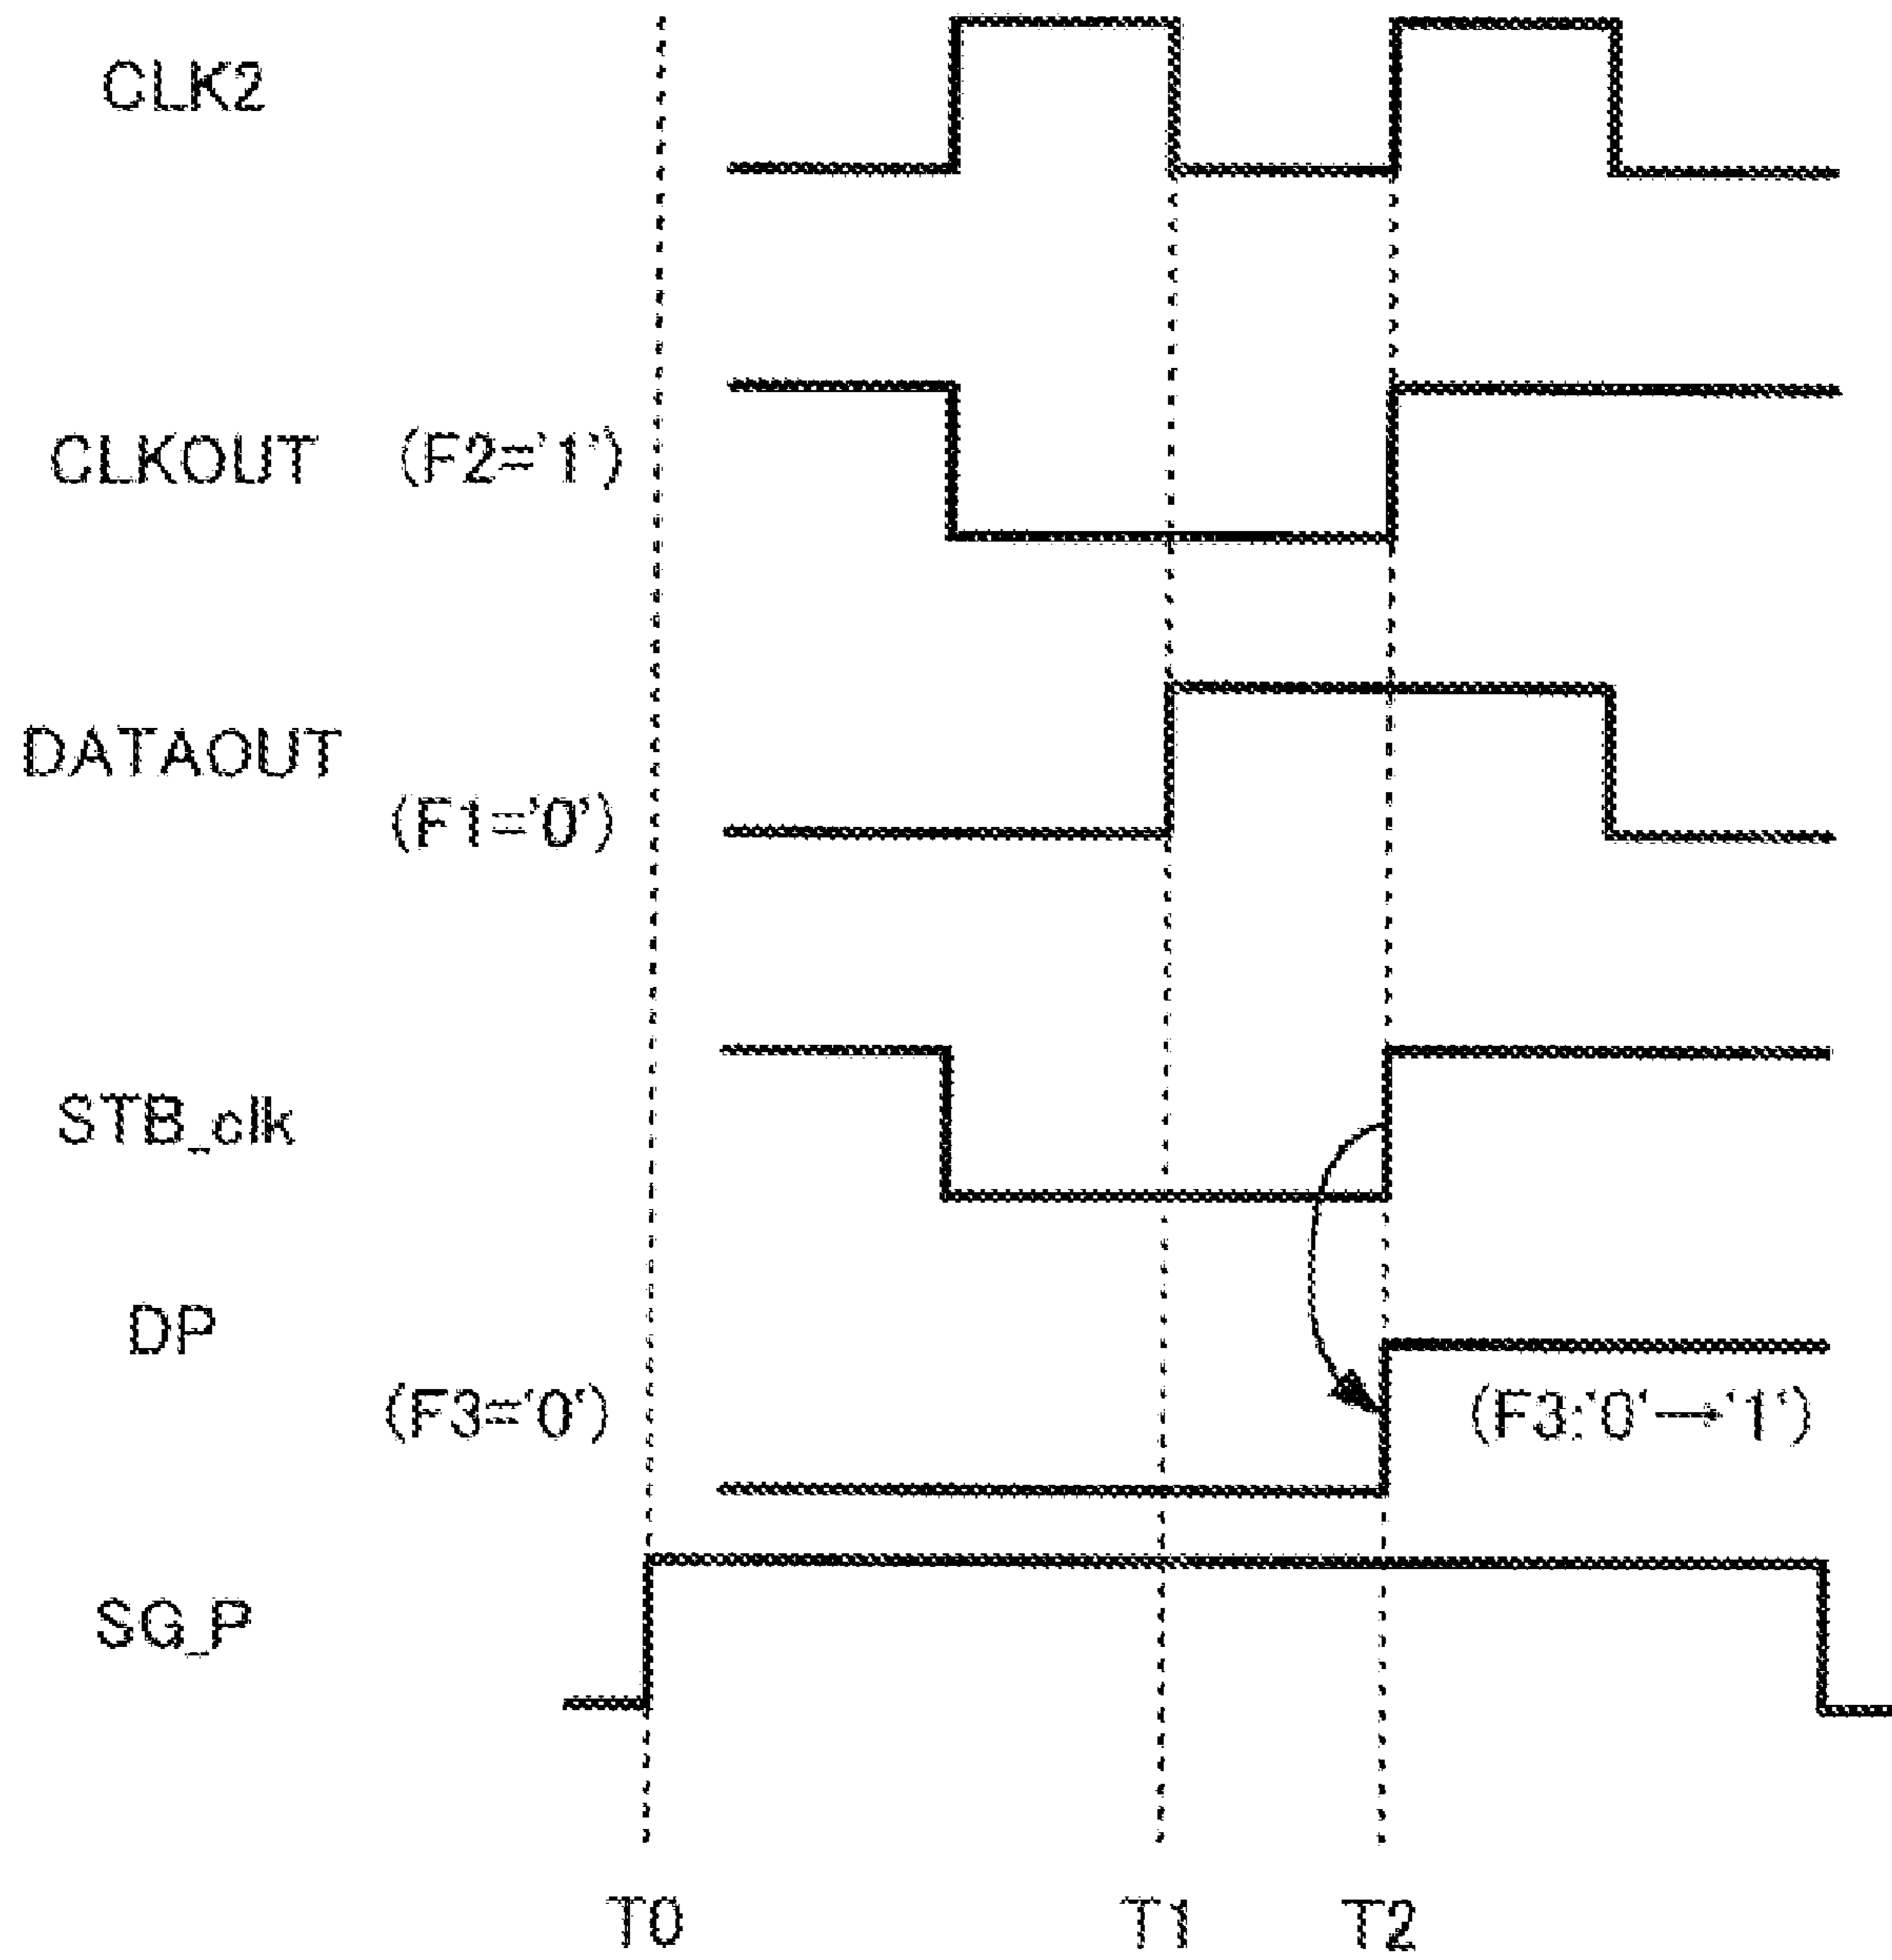 CLK2
CLKOUT (F2='1')
DATAOUT
(F1='0')
STB_clk
DP
(F3='0')
(F3:'0'→'1')
SG_P
T0 T1 T2